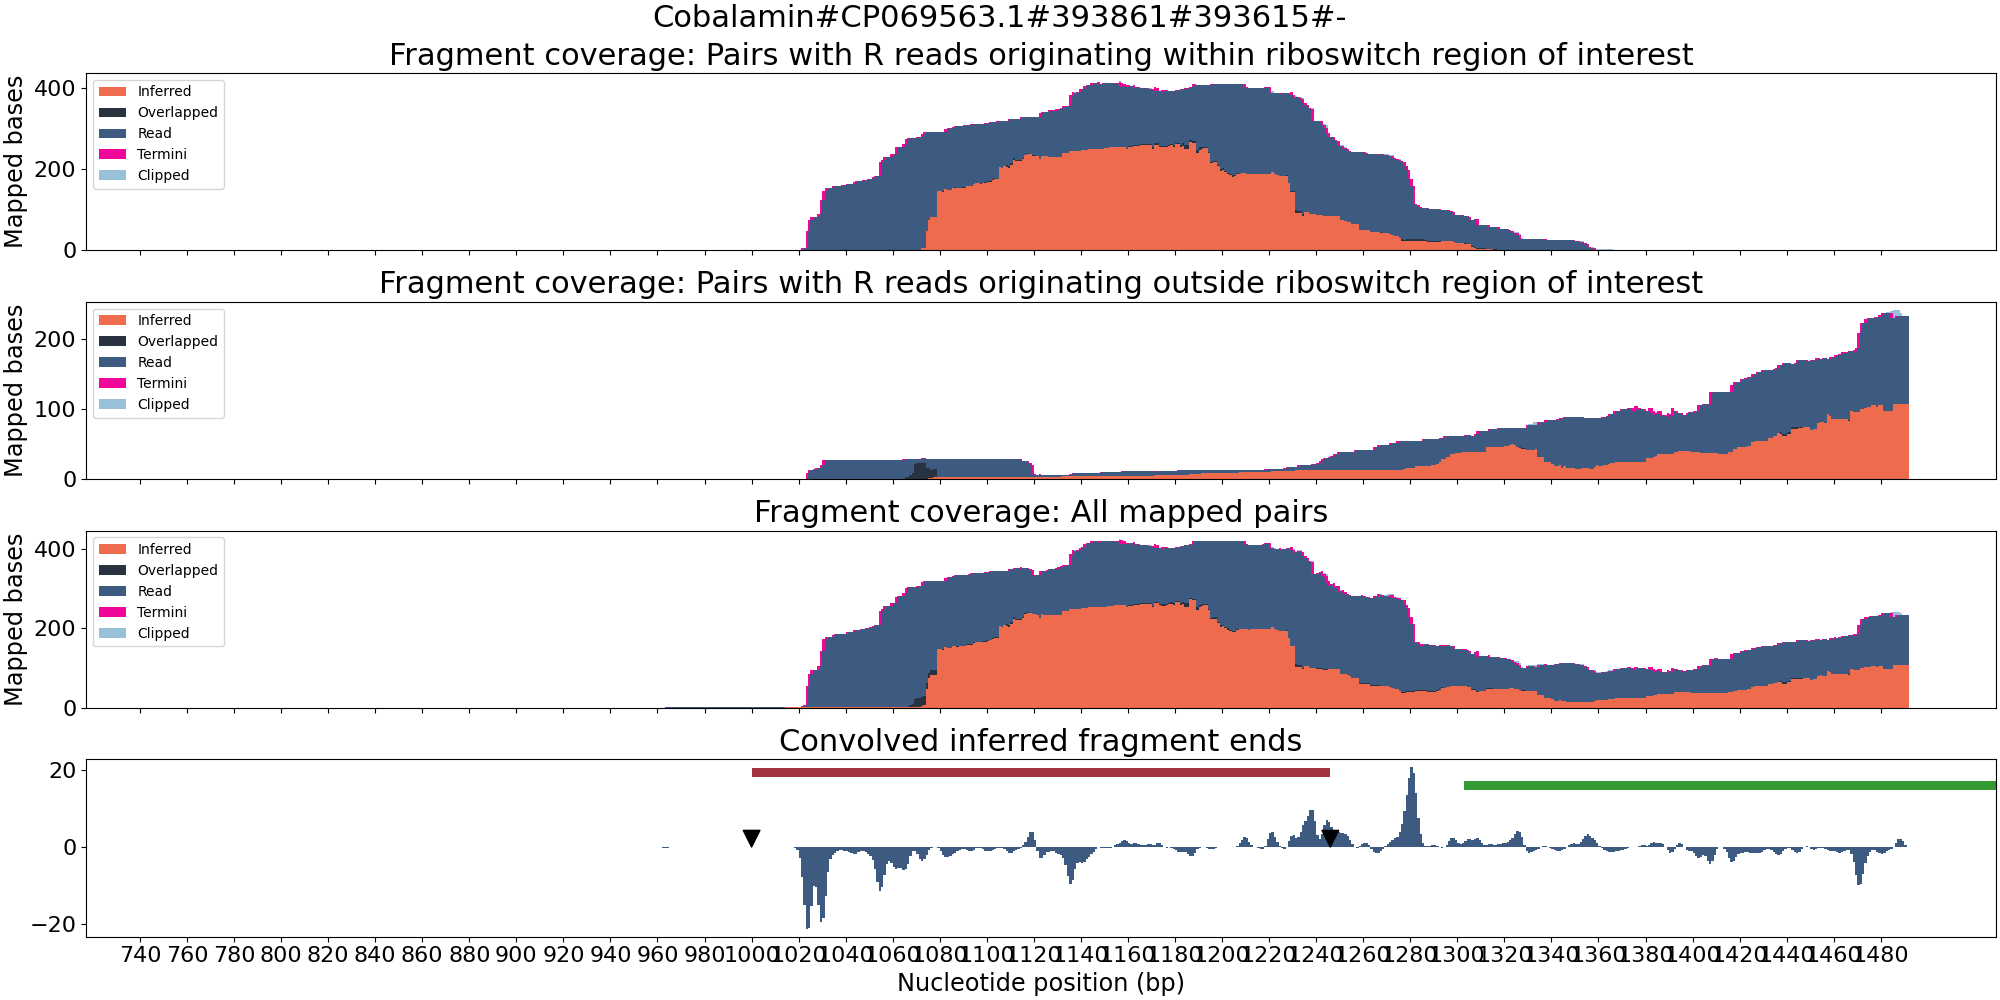 Cobalamin#CP069563.1#393861#393615#-
Fragment coverage: Pairs with R reads originating within riboswitch region of interest
Mapped bases
400
200
0
Inferred
Overlapped
Read
Termini
Clipped
Fragment coverage: Pairs with R reads originating outside riboswitch region of interest
Mapped bases
200
100
0
Inferred
Overlapped
Read
Termini
Clipped
Fragment coverage: All mapped pairs
Mapped bases
400
200
0
Inferred
Overlapped
Read
Termini
Clipped
Convolved inferred fragment ends
20
0
−20
740 760 780 800 820 840 860 880 900 920 940 960 980 1000 1020 1040 1060 1080 1100 1120 1140 1160 1180 1200 1220 1240 1260 1280 1300 1320 1340 1360 1380 1400 1420 1440 1460 1480
Nucleotide position (bp)